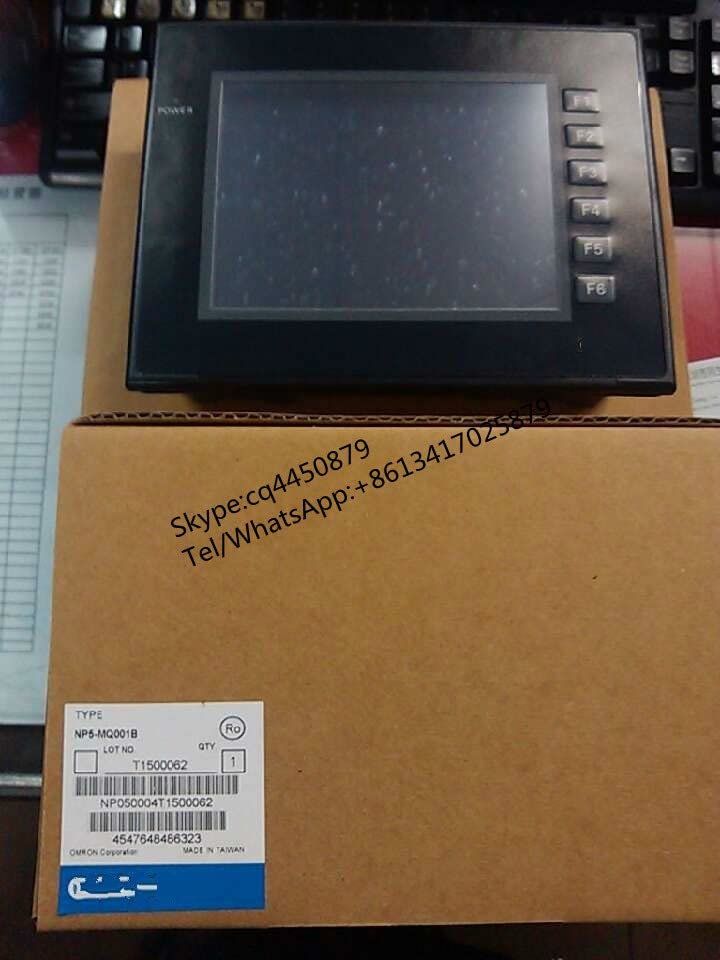 POWER
F1
F2
F3
F4
F5
F6
Skype:cq4450879
Tel/WhatsApp:+8613417025879
TYPE
NP5-MQ001B
Ro
LOT NO.
QTY
T1500062
1
NP050004T1500062
4547648486323
OMRON Corporation
MADE IN TAIWAN